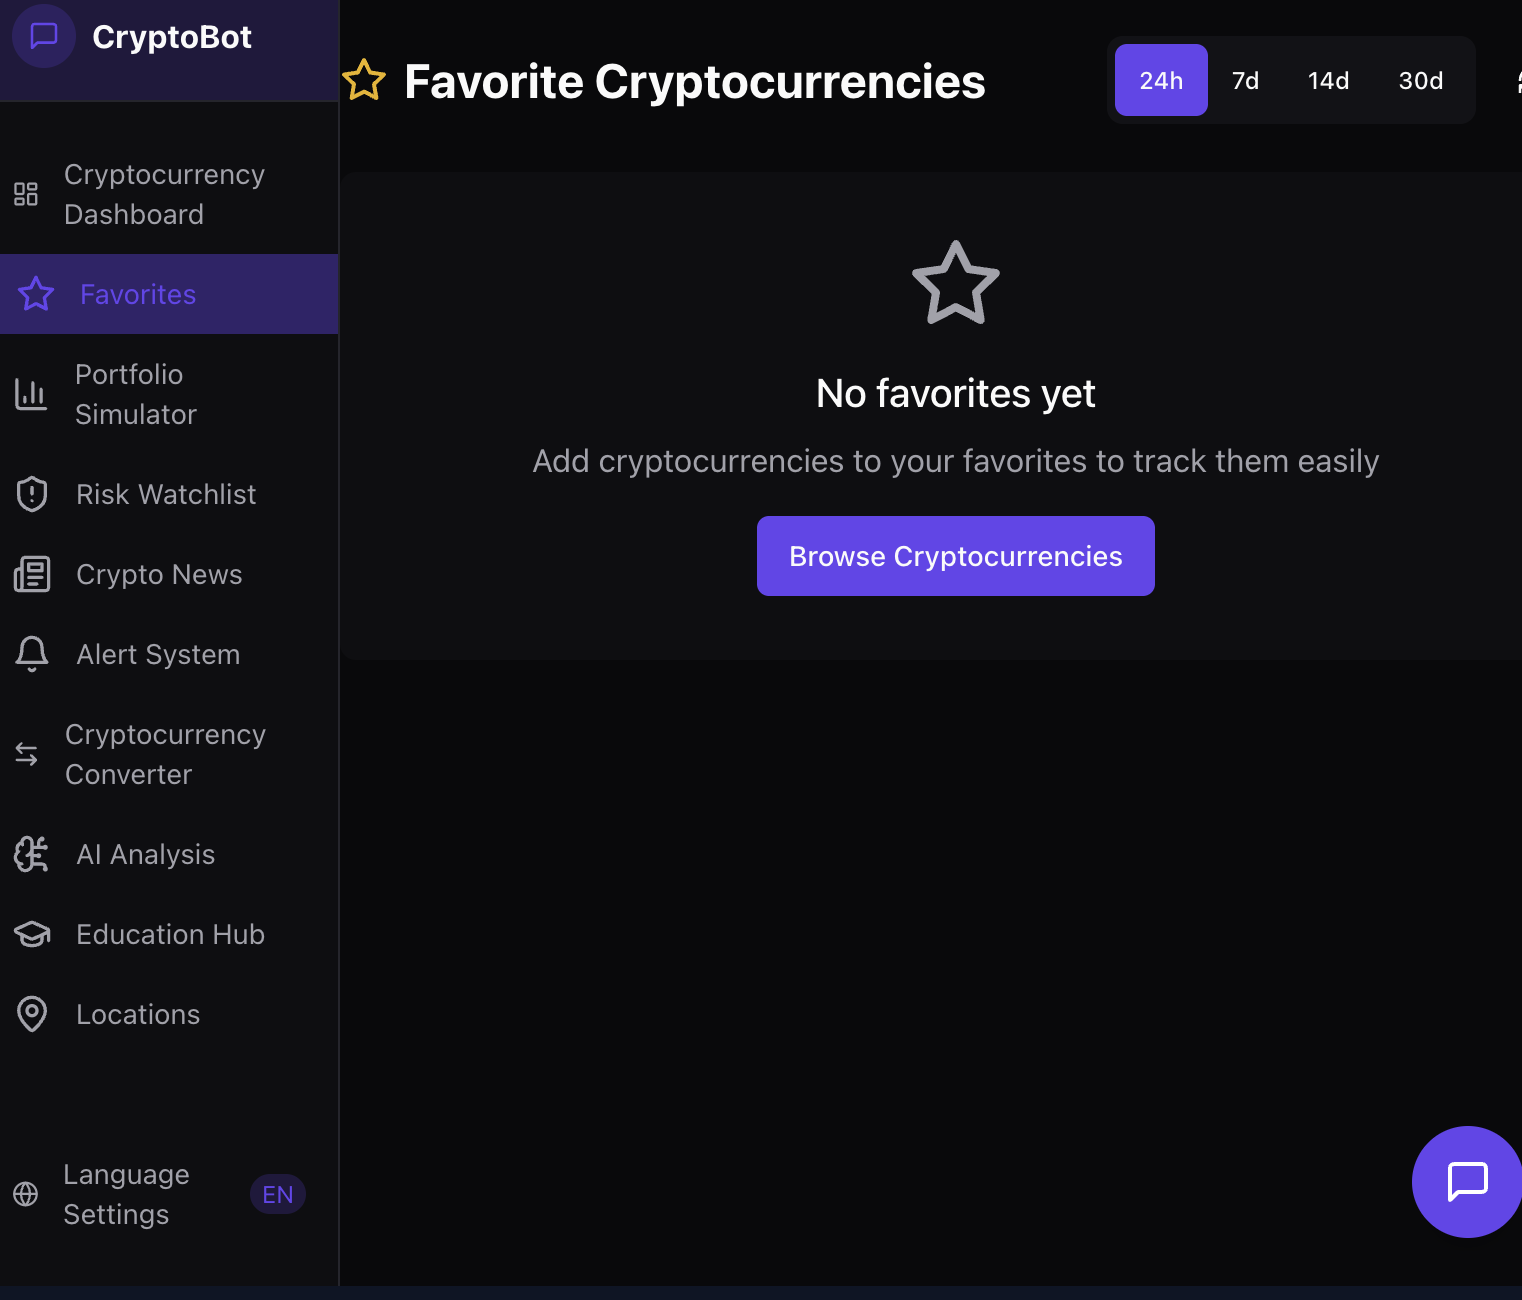 CryptoBot
Cryptocurrency
Dashboard
Favorites
Portfolio
Simulator
Risk Watchlist
Crypto News
Alert System
Cryptocurrency
Converter
AI Analysis
Education Hub
Locations
Language
Settings
EN
Favorite Cryptocurrencies
24h 7d 14d 30d
No favorites yet
Add cryptocurrencies to your favorites to track them easily
Browse Cryptocurrencies